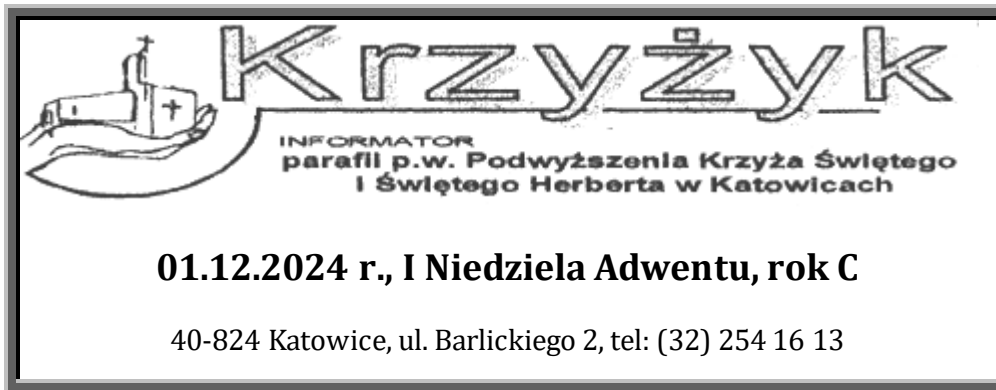 Krzyżyk
INFORMATOR
parafii p.w. Podwyższenia Krzyża Świętego
i Świętego Herberta w Katowicach
01.12.2024 r., I Niedziela Adwentu, rok C
40-824 Katowice, ul. Barlickiego 2, tel: (32) 254 16 13